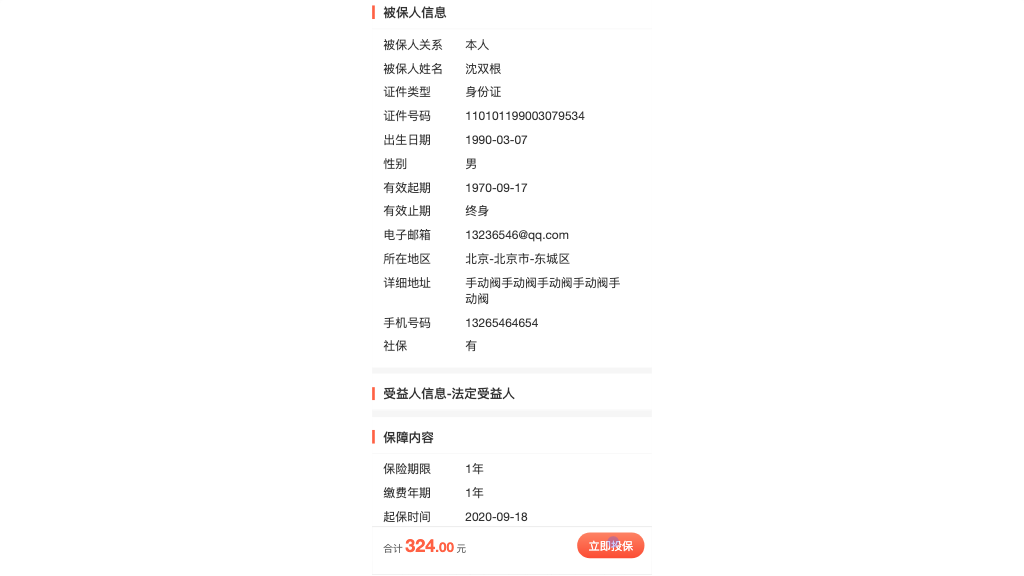 被保人信息
被保人关系 本人
被保人姓名 沈双根
证件类型 身份证
证件号码 110101199003079534
出生日期 1990-03-07
性别 男
有效起期 1970-09-17
有效止期 终身
电子邮箱 13236546@qq.com
所在地区 北京-北京市-东城区
详细地址 手动阀手动阀手动阀手动阀手
动阀
手机号码 13265464654
社保 有
受益人信息-法定受益人
保障内容
保险期限 1年
缴费年期 1年
起保时间 2020-09-18
合计 324.00 元 立即投保